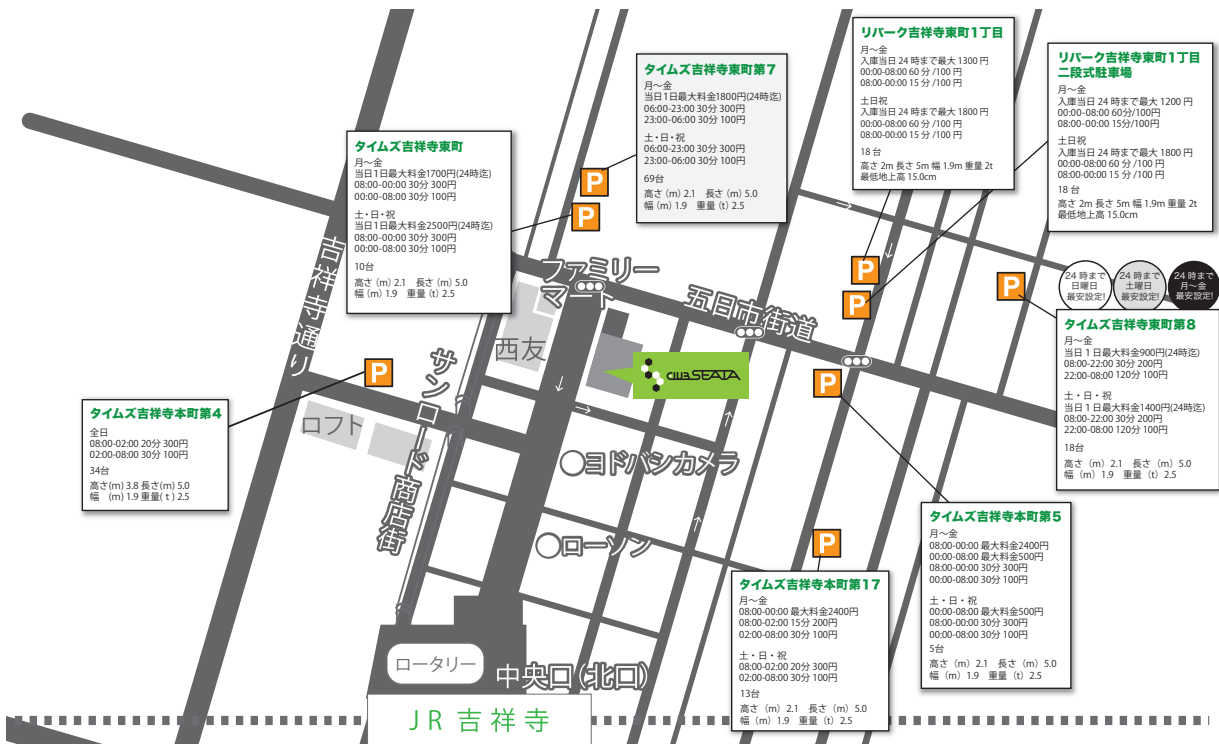 リパーク吉祥寺東町1丁目
月～金
入庫当日 24 時まで最大 1300 円
00:00-08:00 60 分 /100 円
08:00-00:00 15 分 /100 円
土日祝
入庫当日 24 時まで最大 1800 円
00:00-08:00 60 分 /100 円
08:00-00:00 15 分 /100 円
18 台
高さ 2m 長さ 5m 幅 1.9m 重量 2t
最低地上高 15.0cm
リパーク吉祥寺東町1丁目
二段式駐車場
月～金
入庫当日 24 時まで最大 1200 円
00:00-08:00 60分/100円
08:00-00:00 15分/100円
土日祝
入庫当日 24 時まで最大 1800 円
00:00-08:00 60 分 /100 円
08:00-00:00 15 分 /100 円
18 台
高さ 2m 長さ 5m 幅 1.9m 重量 2t
最低地上高 15.0cm
タイムズ吉祥寺東町第7
月～金
当日1日最大料金1800円(24時迄)
06:00-23:00 30分 300円
23:00-06:00 30分 100円
土・日・祝
06:00-23:00 30分 300円
23:00-06:00 30分 100円
69台
高さ (m) 2.1 長さ (m) 5.0
幅 (m) 1.9 重量 (t) 2.5
タイムズ吉祥寺東町
月～金
当日1日最大料金1700円(24時迄)
08:00-00:00 30分 300円
00:00-08:00 30分 100円
土・日・祝
当日1日最大料金2500円(24時迄)
08:00-00:00 30分 300円
00:00-08:00 30分 100円
10台
高さ (m) 2.1 長さ (m) 5.0
幅 (m) 1.9 重量 (t) 2.5
P
P
P
P
P
P
P
P
吉祥寺通り
ファミリー
マート
五日市街道
24 時まで
日曜日
最安設定!
24 時まで
土曜日
最安設定!
24 時まで
月～金
最安設定!
タイムズ吉祥寺東町第8
月～金
当日 1 日最大料金900円(24時迄)
08:00-22:00 30分 200円
22:00-08:00 120分 100円
土・日・祝
当日 1 日最大料金1400円(24時迄)
08:00-22:00 30分 200円
22:00-08:00 120分 100円
18台
高さ (m) 2.1 長さ (m) 5.0
幅 (m) 1.9 重量 (t) 2.5
西友
CLUB SEATA
サンロード商店街
タイムズ吉祥寺本町第4
全日
08:00-02:00 20分 300円
02:00-08:00 30分 100円
34台
高さ(m) 3.8 長さ(m) 5.0
幅 (m) 1.9 重量( t ) 2.5
ロフト
ヨドバシカメラ
ローソン
タイムズ吉祥寺本町第5
月～金
08:00-00:00 最大料金2400円
00:00-08:00 最大料金500円
08:00-00:00 30分 300円
00:00-08:00 30分 100円
土・日・祝
00:00-08:00 最大料金500円
08:00-00:00 30分 300円
00:00-08:00 30分 100円
5台
高さ (m) 2.1 長さ (m) 5.0
幅 (m) 1.9 重量 (t) 2.5
タイムズ吉祥寺本町第17
月～金
08:00-00:00 最大料金2400円
08:00-02:00 15分 200円
02:00-08:00 30分 100円
土・日・祝
08:00-02:00 20分 300円
02:00-08:00 30分 100円
13台
高さ (m) 2.1 長さ (m) 5.0
幅 (m) 1.9 重量 (t) 2.5
ロータリー
中央口(北口)
JR 吉祥寺